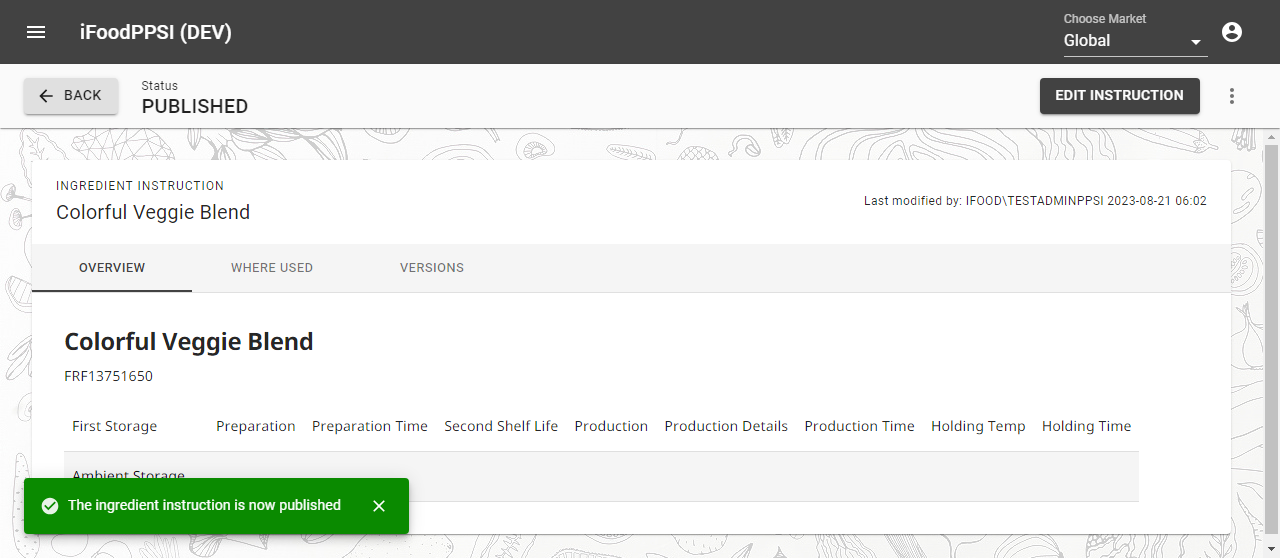 iFoodPPSI (DEV)
Choose Market
Global
BACK
Status
PUBLISHED
EDIT INSTRUCTION
INGREDIENT INSTRUCTION
Colorful Veggie Blend
Last modified by: IFOOD\TESTADMINPPSI 2023-08-21 06:02
OVERVIEW WHERE USED VERSIONS
Colorful Veggie Blend
FRF13751650
First Storage Preparation Preparation Time Second Shelf Life Production Production Details Production Time Holding Temp Holding Time
Ambient Storage
The ingredient instruction is now published